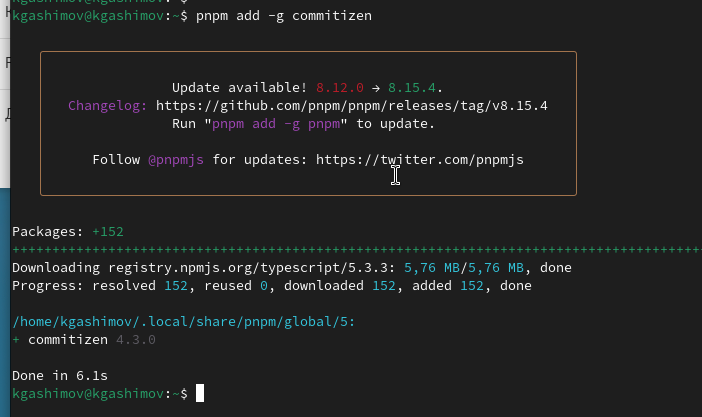 kgashimov@kgashimov:~$ pnpm add -g commitizen
Update available! 8.12.0 → 8.15.4.
Changelog: https://github.com/pnpm/pnpm/releases/tag/v8.15.4
Run "pnpm add -g pnpm" to update.
Follow @pnpmjs for updates: https://twitter.com/pnpmjs
Packages: +152
++++++++++++++++++++++++++++++++++++++++++++++++++++++++++++++++++++++++++++++++++++++
Downloading registry.npmjs.org/typescript/5.3.3: 5,76 MB/5,76 MB, done
Progress: resolved 152, reused 0, downloaded 152, added 152, done
/home/kgashimov/.local/share/pnpm/global/5:
+ commitizen 4.3.0
Done in 6.1s
kgashimov@kgashimov:~$